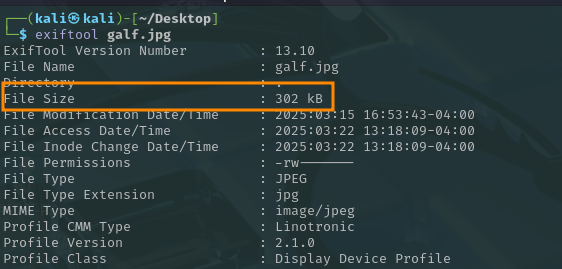 ┌──(kali㉿kali)-[~/Desktop]
└─$ exiftool galf.jpg
ExifTool Version Number : 13.10
File Name : galf.jpg
Directory : .
File Size : 302 kB
File Modification Date/Time : 2025:03:15 16:53:43-04:00
File Access Date/Time : 2025:03:22 13:18:09-04:00
File Inode Change Date/Time : 2025:03:22 13:18:09-04:00
File Permissions : -rw-------
File Type : JPEG
File Type Extension : jpg
MIME Type : image/jpeg
Profile CMM Type : Linotronic
Profile Version : 2.1.0
Profile Class : Display Device Profile